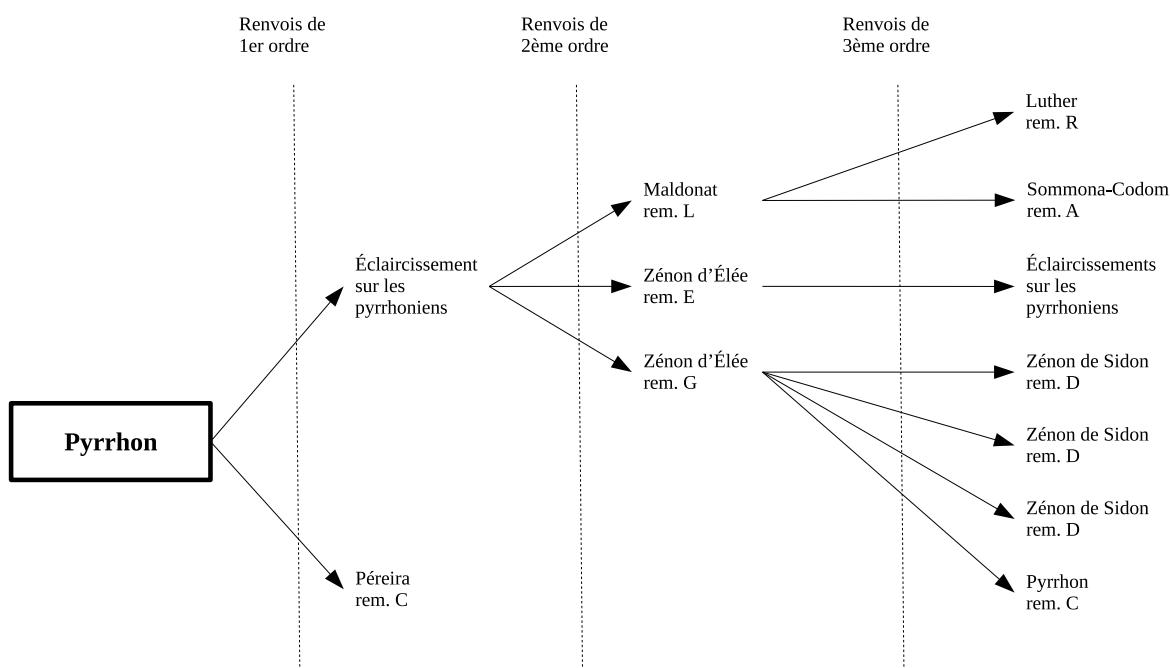 Renvois de
1er ordre
Renvois de
2ème ordre
Renvois de
3ème ordre
Pyrrhon
Éclaircissement
sur les
pyrrhoniens
Péreira
rem. C
Maldonat
rem. L
Zénon d'Élée
rem. E
Zénon d'Élée
rem. G
Luther
rem. R
Sommona-Codom
rem. A
Éclaircissements
sur les
pyrrhoniens
Zénon de Sidon
rem. D
Zénon de Sidon
rem. D
Zénon de Sidon
rem. D
Pyrrhon
rem. C